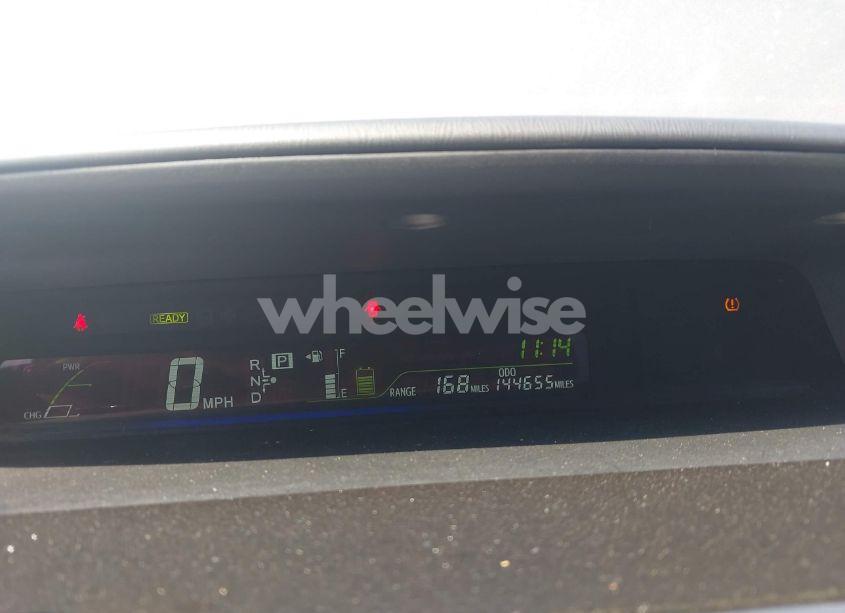 wheelwise
READY
11:14
PWR
CHG
0 MPH
R
N
D
P
F
E
RANGE 168 MILES
ODO
144655 MILES